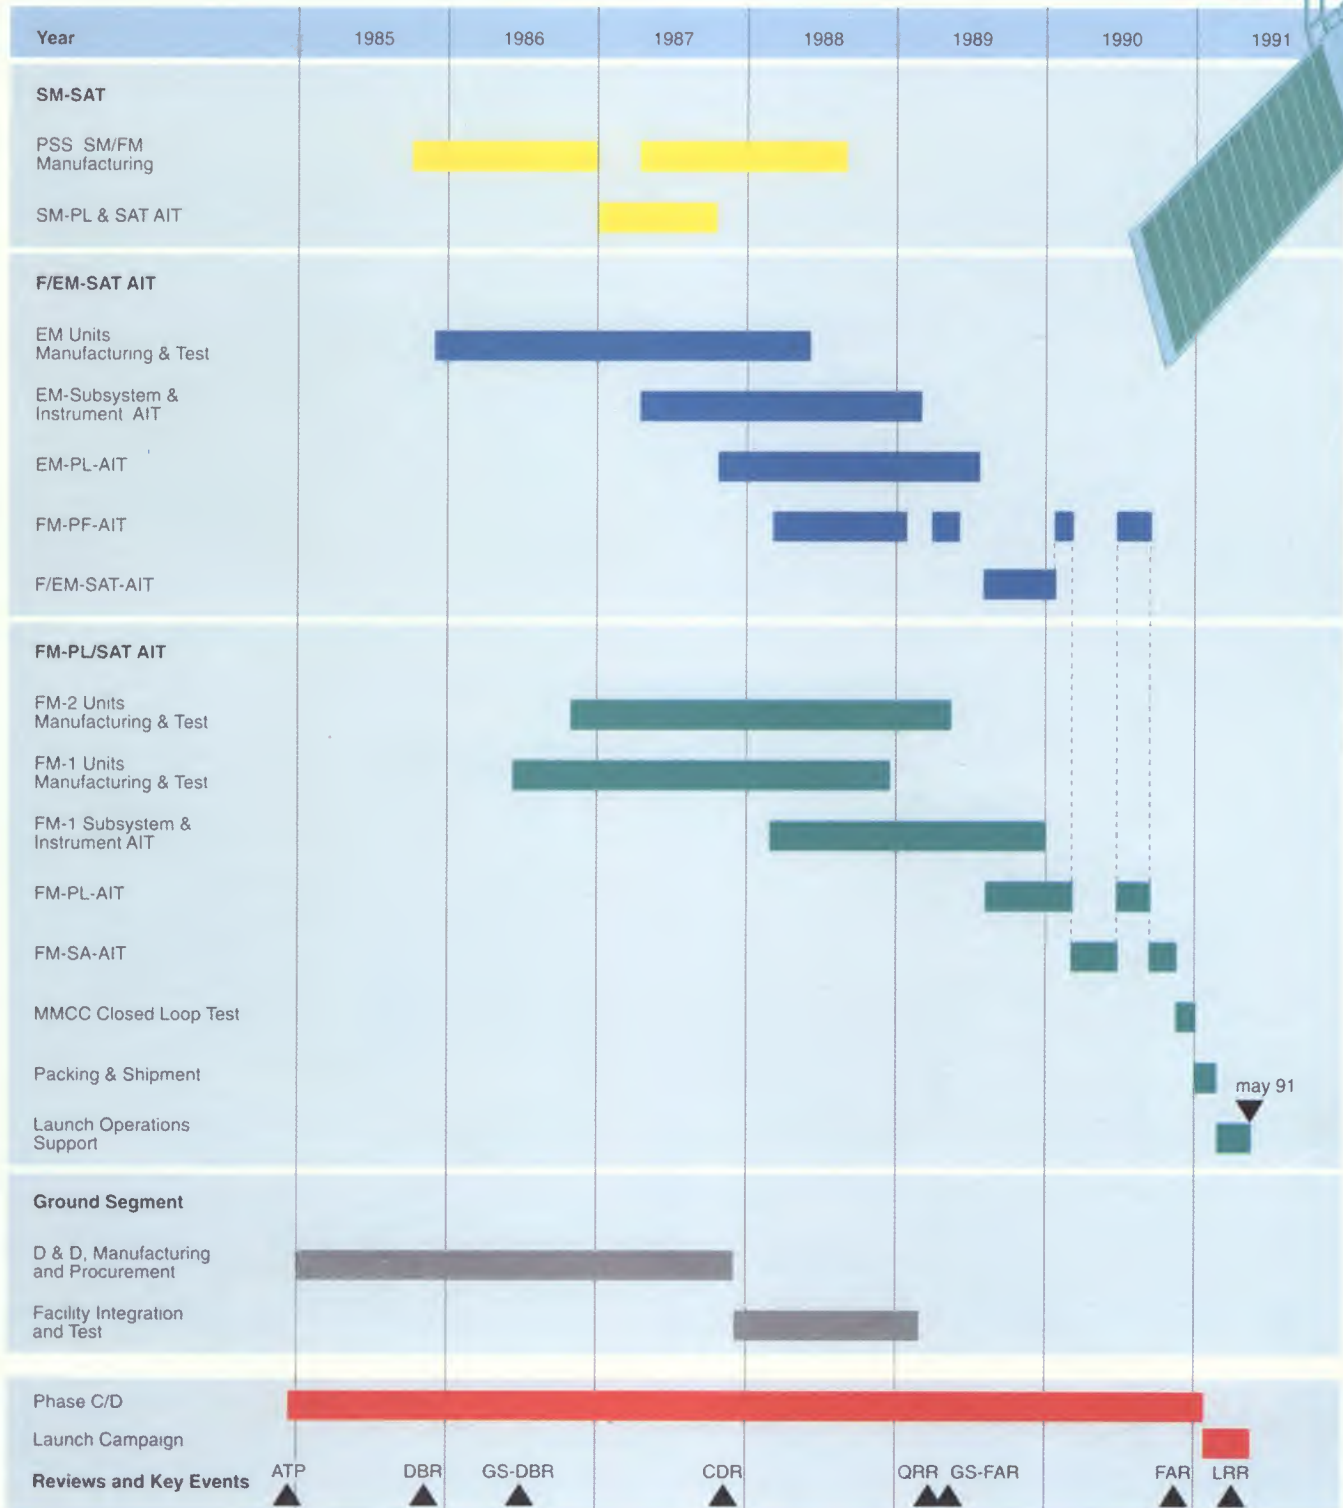 Year 1985 1986 1987 1988 1989 1990 1991
SM-SAT
PSS SM/FM
Manufacturing
SM-PL & SAT AIT
F/EM-SAT AIT
EM Units
Manufacturing & Test
EM-Subsystem &
Instrument AIT
EM-PL-AIT
FM-PF-AIT
F/EM-SAT-AIT
FM-PL/SAT AIT
FM-2 Units
Manufacturing & Test
FM-1 Units
Manufacturing & Test
FM-1 Subsystem &
Instrument AIT
FM-PL-AIT
FM-SA-AIT
MMCC Closed Loop Test
Packing & Shipment
may 91
Launch Operations
Support
Ground Segment
D & D, Manufacturing
and Procurement
Facility Integration
and Test
Phase C/D
Launch Campaign
Reviews and Key Events ATP DBR GS-DBR CDR QRR GS-FAR FAR LRR